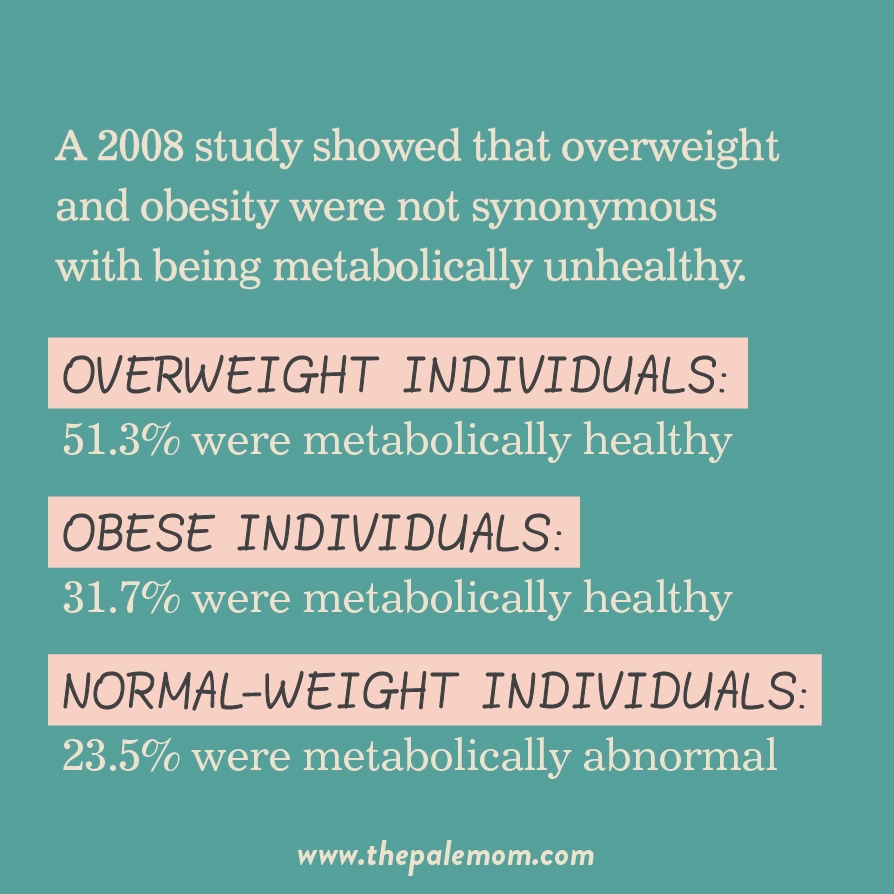 A 2008 study showed that overweight
and obesity were not synonymous
with being metabolically unhealthy.
OVERWEIGHT INDIVIDUALS:
51.3% were metabolically healthy
OBESE INDIVIDUALS:
31.7% were metabolically healthy
NORMAL-WEIGHT INDIVIDUALS:
23.5% were metabolically abnormal
www.thepalemom.com